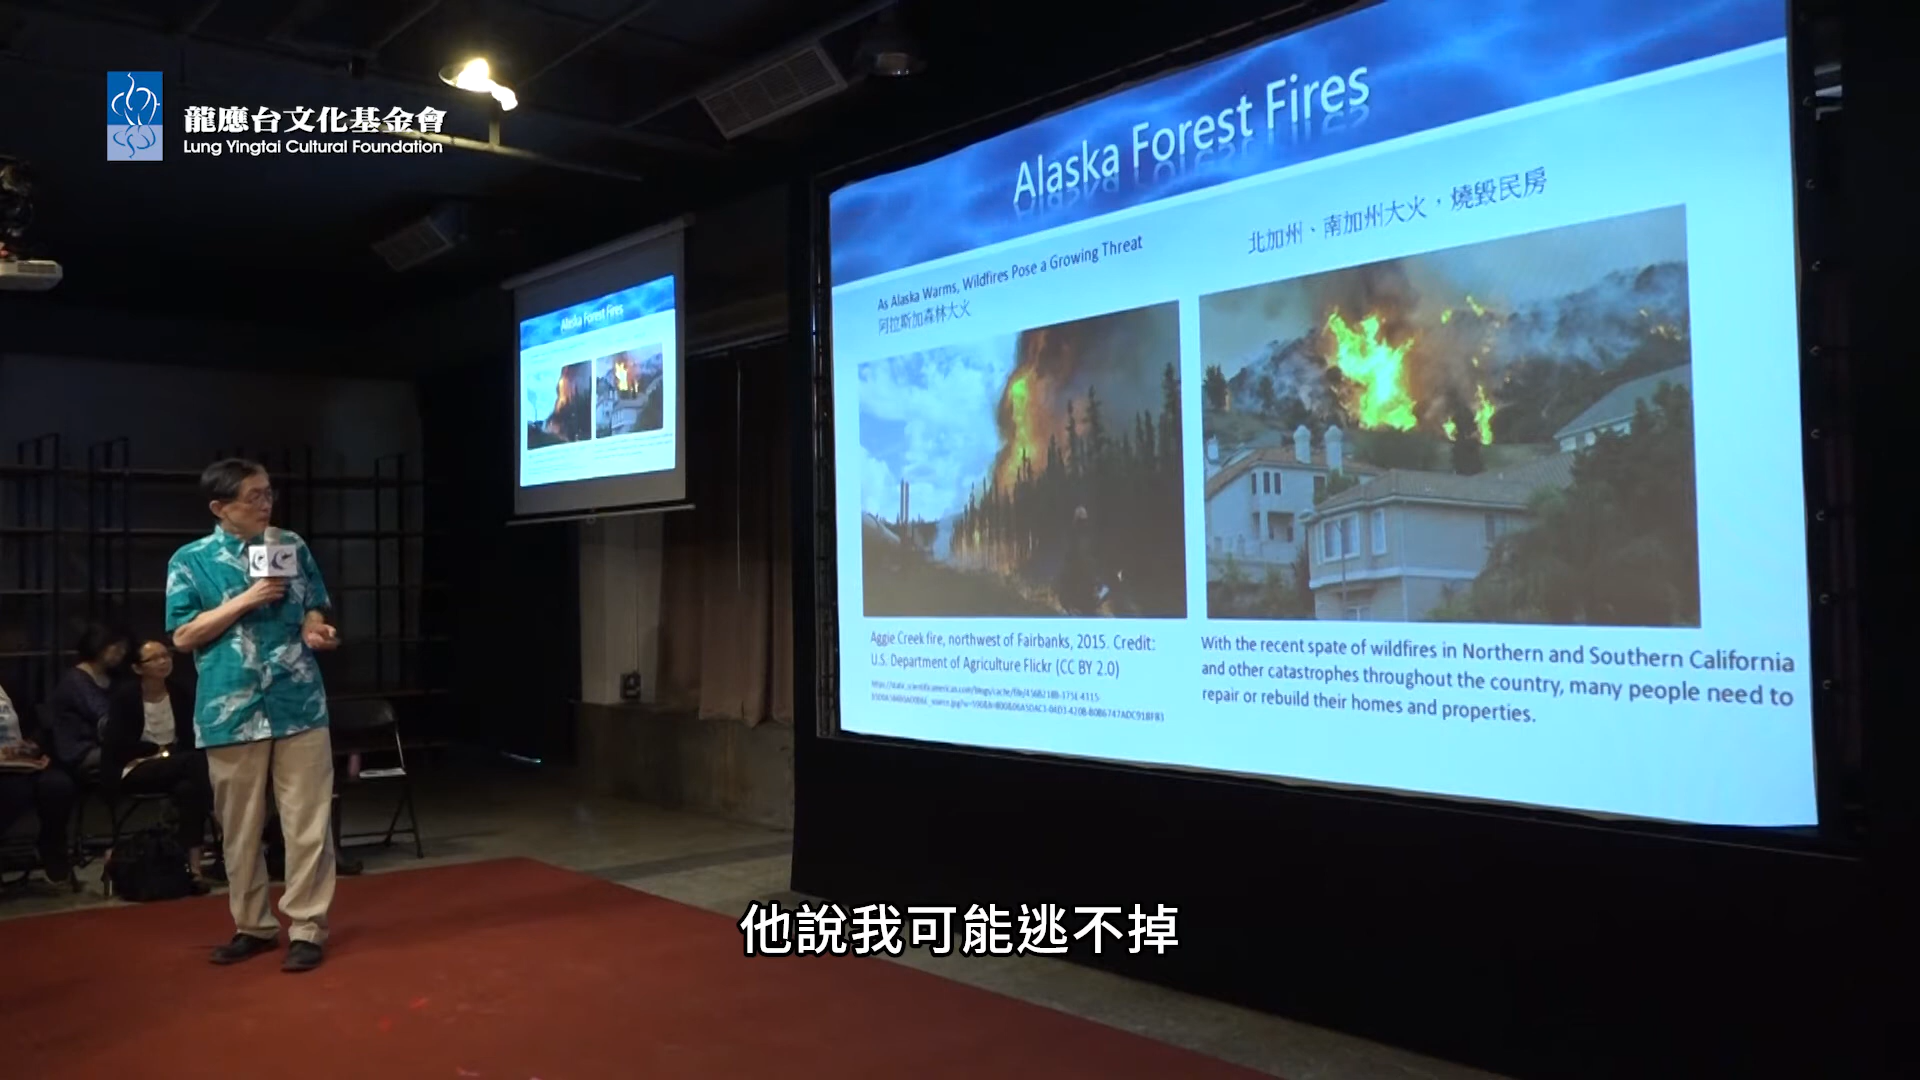 龍應台文化基金會
Lung Yingtai Cultural Foundation
Alaska Forest Fires
As Alaska Warms, Wildfires Pose a Growing Threat
阿拉斯加森林大火
北加州、南加州大火，燒毀民房
Aggie Creek fire, northwest of Fairbanks, 2015. Credit:
U.S. Department of Agriculture Flickr (CC BY 2.0)
With the recent spate of wildfires in Northern and Southern California
and other catastrophes throughout the country, many people need to
repair or rebuild their homes and properties.
Alaska Forest Fires
他說我可能逃不掉